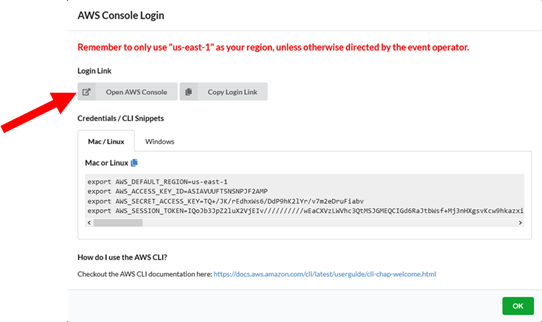 AWS Console Login
Remember to only use "us-east-1" as your region, unless otherwise directed by the event operator.
Login Link
Open AWS Console
Copy Login Link
Credentials / CLI Snippets
Mac / Linux
Windows
Mac or Linux
export AWS_DEFAULT_REGION=us-east-1
export AWS_ACCESS_KEY_ID=ASIAVUUFT5NSNPJF2AMP
export AWS_SECRET_ACCESS_KEY=TQ+/JK/rEdhxWs6/DdP9hK2lYr/v7m2eDruFiabv
export AWS_SESSION_TOKEN=IQoJb3JpZ2luX2VjEIv//////////wEaCXVzLWVhc3QtMSJGMEQCIGd6RaJtbWsf+Mj3nHXgsvKcw9hkazxi
How do I use the AWS CLI?
Checkout the AWS CLI documentation here: https://docs.aws.amazon.com/cli/latest/userguide/cli-chap-welcome.html
OK